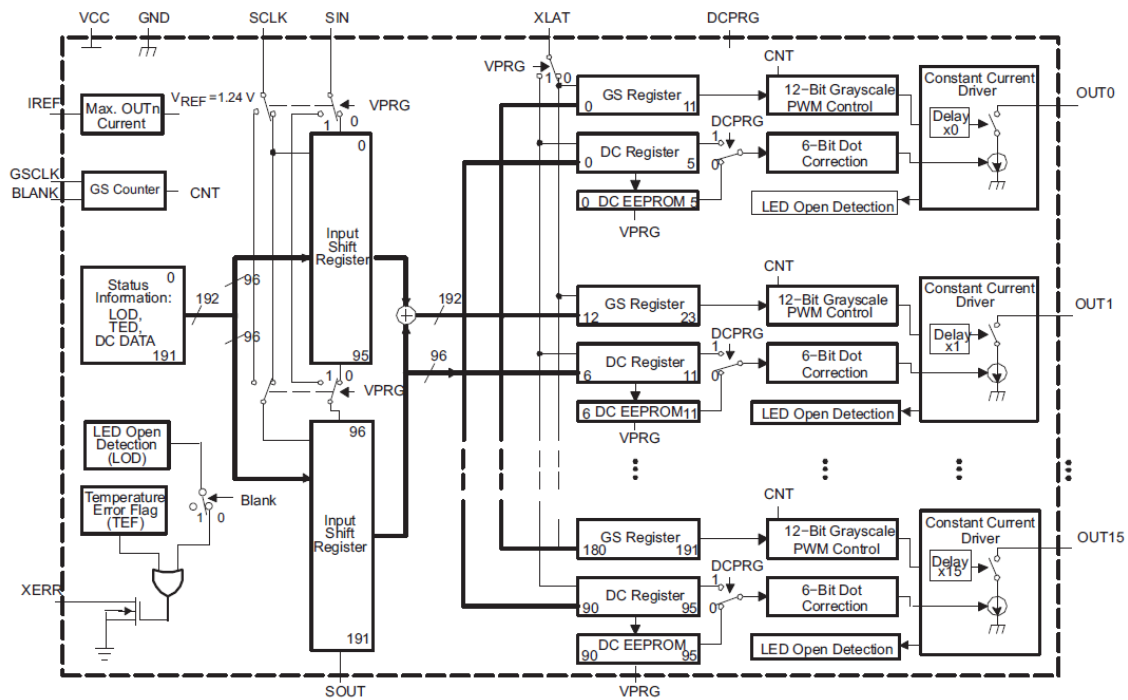 VCC GND SCLK SIN XLAT DCPRG
IREF
Max. OUTn
Current
VREF =1.24 V
VPRG
1 0
GSCLK
BLANK
GS Counter
CNT
0
Status
Information:
LOD,
TED,
DC DATA
191
192
96
96
0
Input
Shift
Register
95
1 0
VPRG
96
Input
Shift
Register
191
SOUT
192
96
LED Open
Detection
(LOD)
Temperature
Error Flag
(TEF)
Blank
1 0
XERR
VPRG
1 0
GS Register
0 11
DC Register
0 5
0 DC EEPROM 5
VPRG
DCPRG
1
0
CNT
12−Bit Grayscale
PWM Control
6−Bit Dot
Correction
LED Open Detection
Constant Current
Driver
Delay
x0
OUT0
GS Register
12 23
DC Register
6 11
6 DC EEPROM 11
VPRG
DCPRG
1
0
CNT
12−Bit Grayscale
PWM Control
6−Bit Dot
Correction
LED Open Detection
Constant Current
Driver
Delay
x1
OUT1
GS Register
180 191
DC Register
90 95
DC EEPROM
90 95
VPRG
DCPRG
1
0
CNT
12−Bit Grayscale
PWM Control
6−Bit Dot
Correction
LED Open Detection
Constant Current
Driver
Delay
x15
OUT15